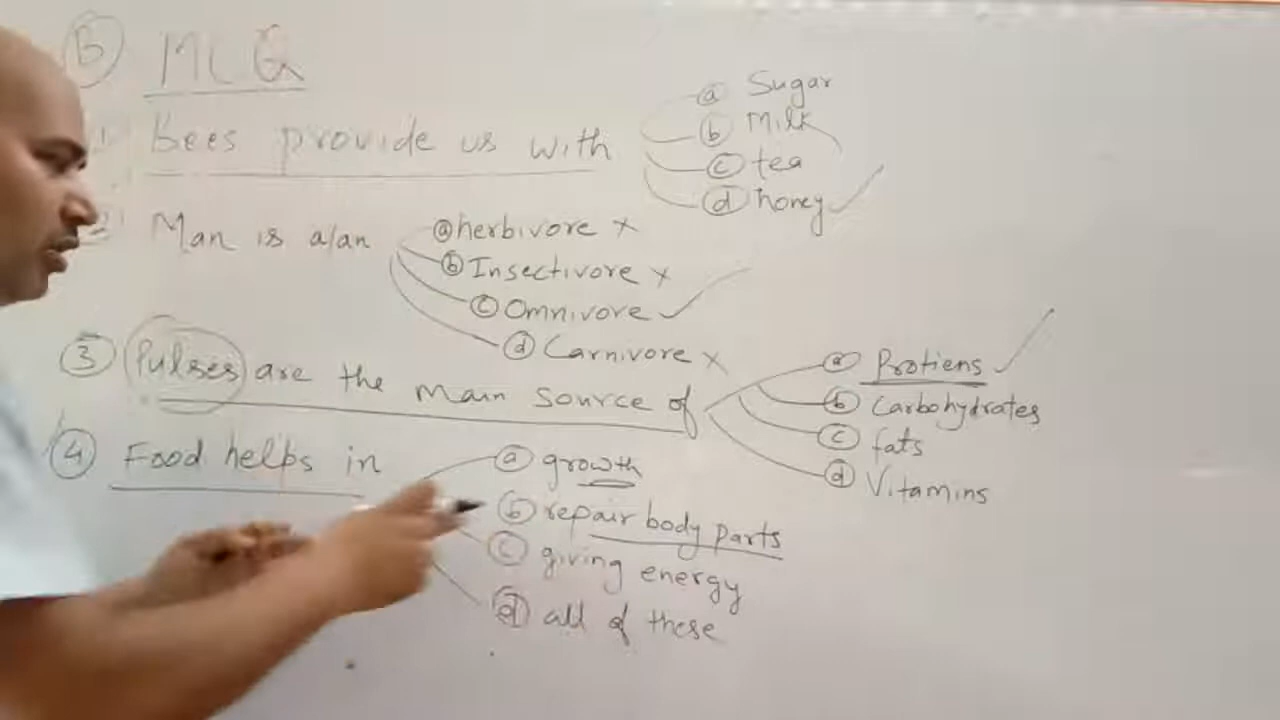 B MCQ
1) Bees provide us with
a Sugar
b Milk
c tea
d honey ✓
2) Man is a/an
a herbivore x
b Insectivore x
c Omnivore ✓
d Carnivore x
3 Pulses are the main source of
a Protiens ✓
b Carbohydrates
c fats
d Vitamins
4 Food helps in
a growth
b repair body parts
c giving energy
d all of these